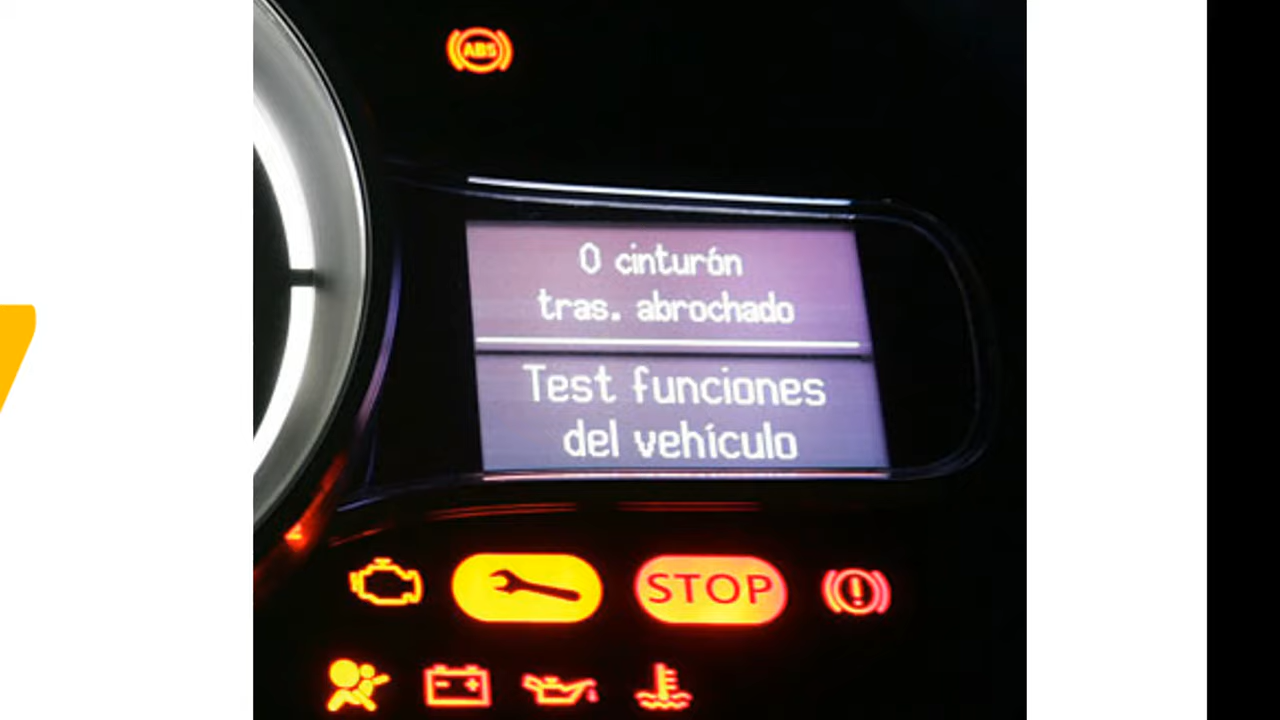 ABS
0 cinturón
tras. abrochado
Test funciones
del vehículo
STOP